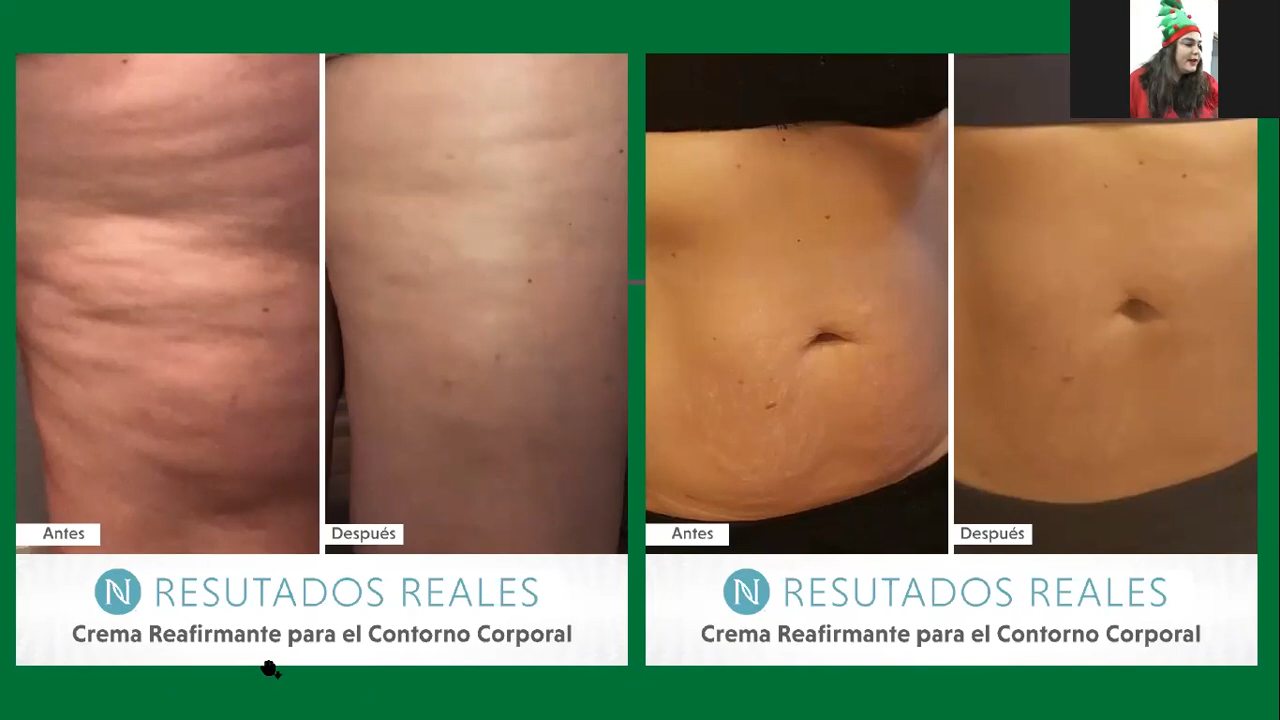 Antes
Después
N RESUTADOS REALES
Crema Reafirmante para el Contorno Corporal
Antes
Después
N RESUTADOS REALES
Crema Reafirmante para el Contorno Corporal